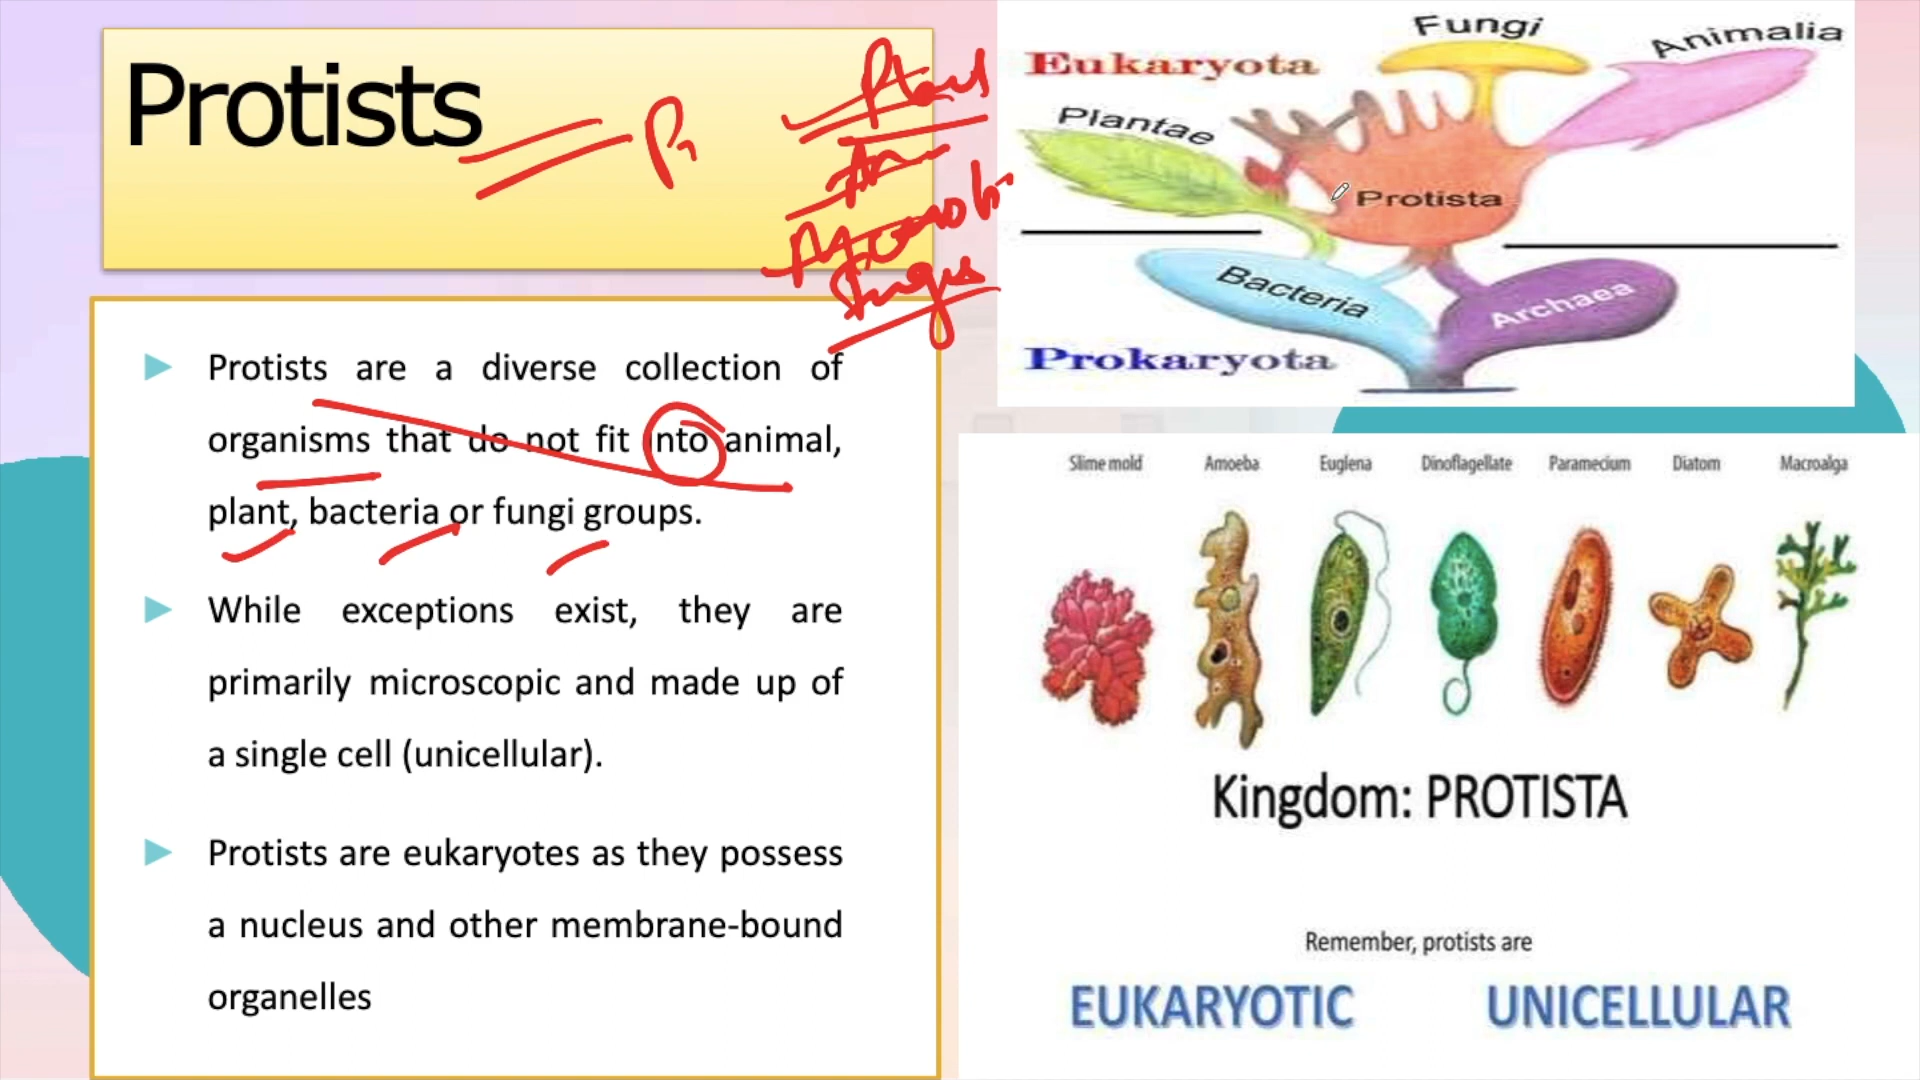 Protists
Protists are a diverse collection of
organisms that do not fit into animal,
plant, bacteria or fungi groups.
While exceptions exist, they are
primarily microscopic and made up of
a single cell (unicellular).
Protists are eukaryotes as they possess
a nucleus and other membrane-bound
organelles
Fungi
Animalia
Eukaryota
Plantae
Protista
Bacteria
Archaea
Prokaryota
Slime mold Amoeba Euglena Dinoflagellate Paramecium Diatom Macroalga
Kingdom: PROTISTA
Remember, protists are
EUKARYOTIC UNICELLULAR